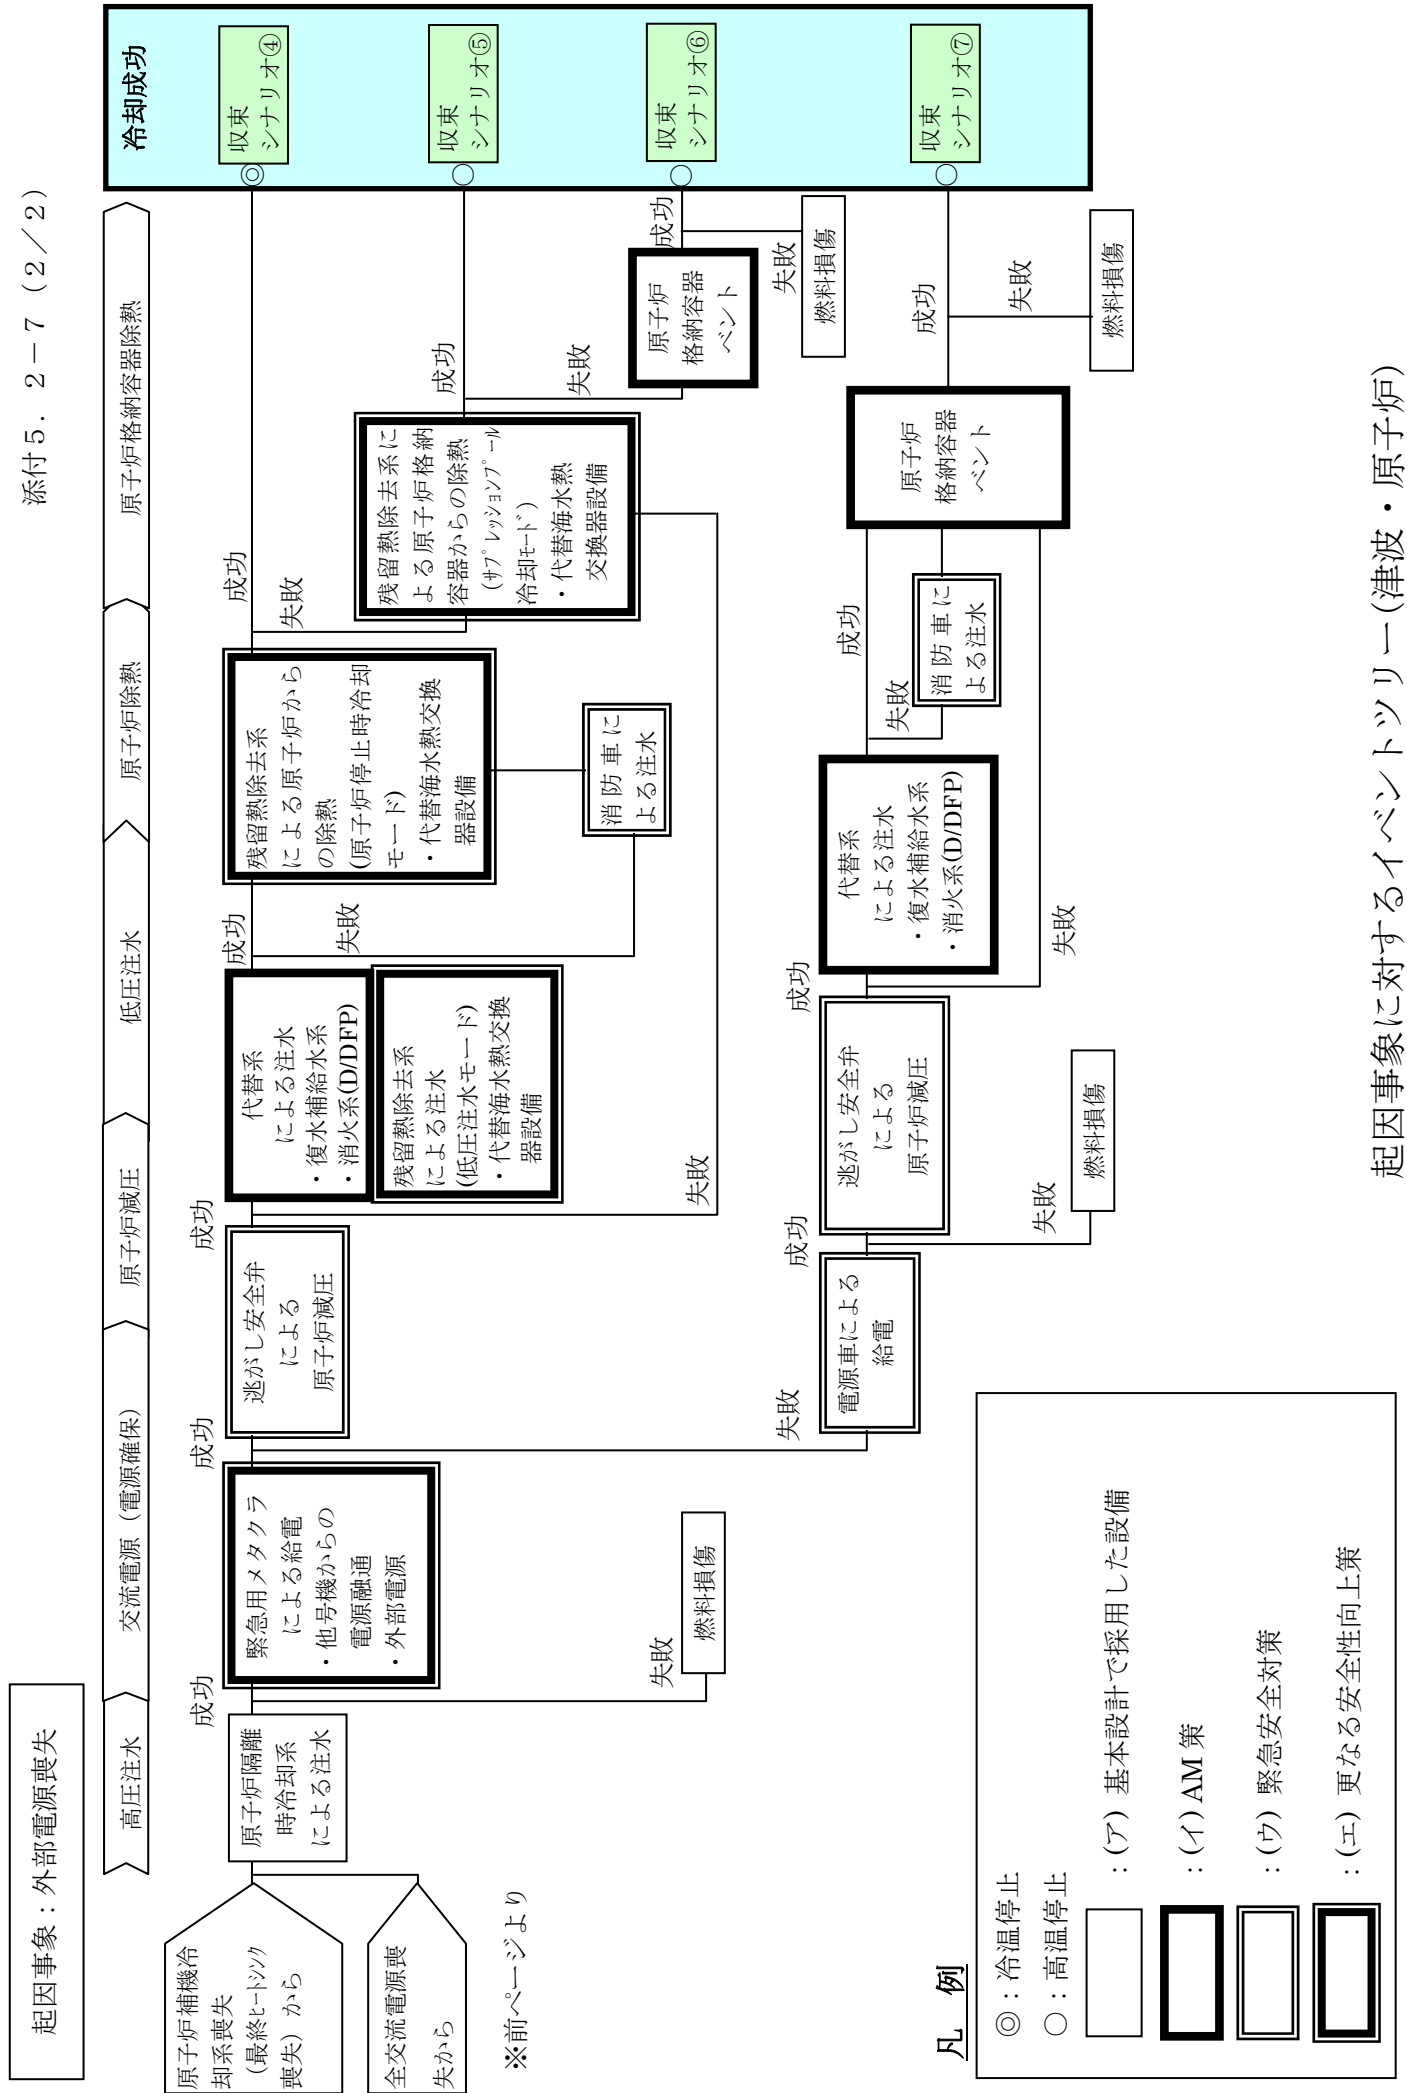 添付5.2-7(2/2)
起因事象:外部電源喪失
高圧注水
交流電源(電源確保)
原子炉減圧
低圧注水
原子炉除熱
原子炉格納容器除熱
冷却成功
原子炉補機冷
却系喪失
(最終ヒートシンク
喪失)から
全交流電源喪
失から
※前ページより
原子炉隔離
時冷却系
による注水
成功
失敗
燃料損傷
緊急用メタクラ
による給電
・他号機からの
電源融通
・外部電源
成功
失敗
逃がし安全弁
による
原子炉減圧
成功
失敗
代替系
による注水
・復水補給水系
・消火系(D/DFP)
残留熱除去系
による注水
(低圧注水モード)
・代替海水熱交換
器設備
成功
失敗
消防車に
よる注水
残留熱除去系
による原子炉から
の除熱
(原子炉停止時冷却
モード)
・代替海水熱交換
器設備
成功
失敗
◎
収束
シナリオ④
残留熱除去系に
よる原子炉格納
容器からの除熱
(サプレッションプール
冷却モード)
・代替海水熱
交換器設備
成功
失敗
○
収束
シナリオ⑤
原子炉
格納容器
ベント
成功
失敗
燃料損傷
○
収束
シナリオ⑥
電源車による
給電
成功
失敗
燃料損傷
逃がし安全弁
による
原子炉減圧
成功
失敗
代替系
による注水
・復水補給水系
・消火系(D/DFP)
成功
失敗
消防車に
よる注水
原子炉
格納容器
ベント
成功
失敗
燃料損傷
○
収束
シナリオ⑦
凡 例
◎:冷温停止
○:高温停止
:(ア) 基本設計で採用した設備
:(イ) AM 策
:(ウ) 緊急安全対策
:(エ) 更なる安全性向上策
起因事象に対するイベントツリー(津波・原子炉)